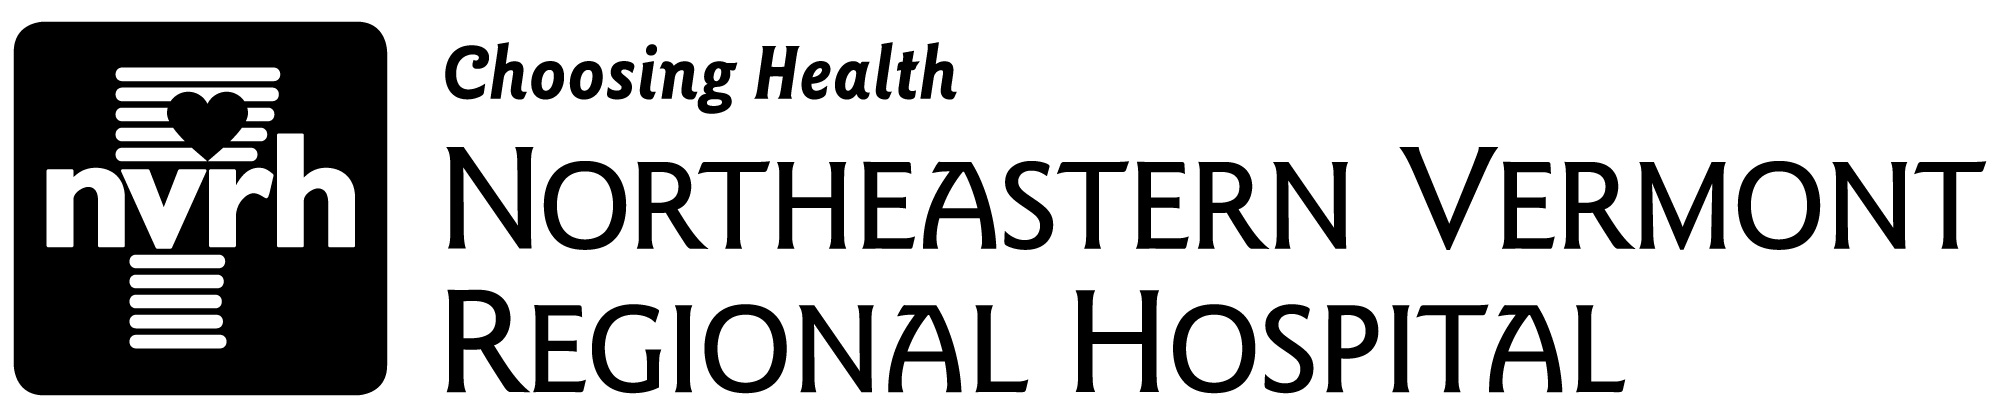 nvrh
Choosing Health
NORTHEASTERN VERMONT
REGIONAL HOSPITAL